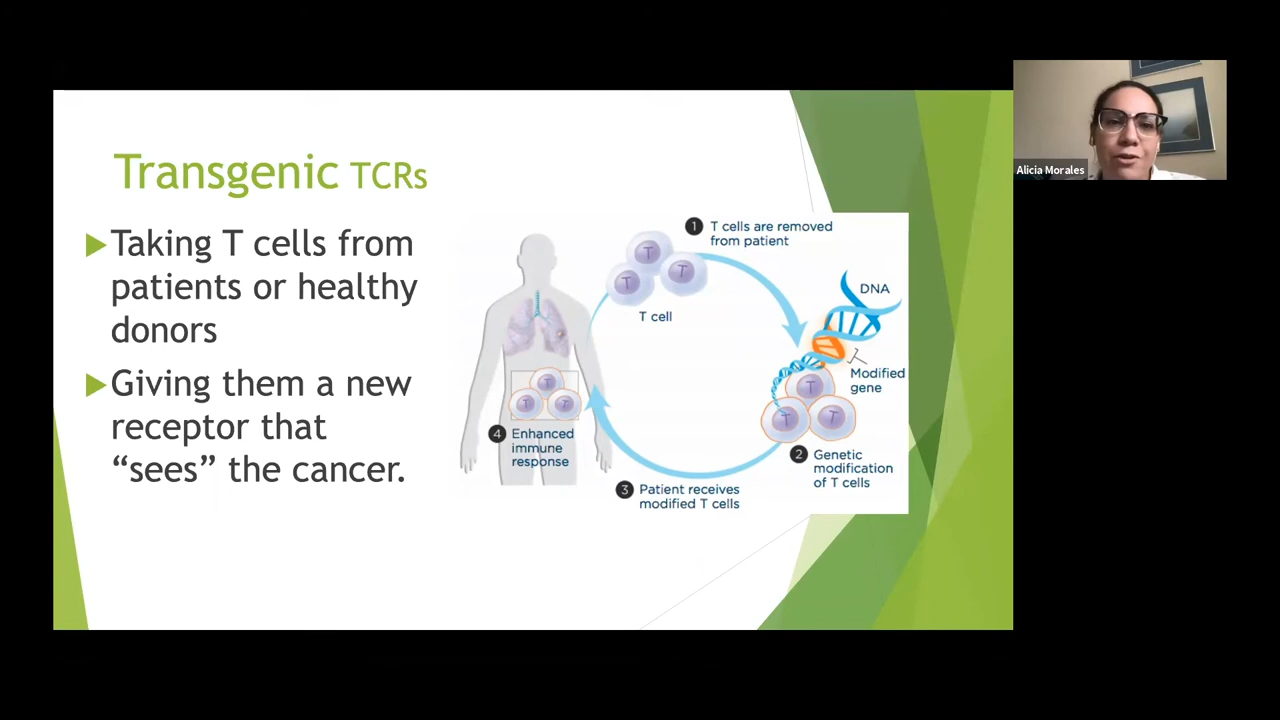 Transgenic TCRs
Taking T cells from
patients or healthy
donors
Giving them a new
receptor that
“sees” the cancer.
1 T cells are removed
from patient
T
T
T
T cell
DNA
Modified
gene
T
T
T
2 Genetic
modification
of T cells
3 Patient receives
modified T cells
T
T
T
4 Enhanced
immune
response
Alicia Morales